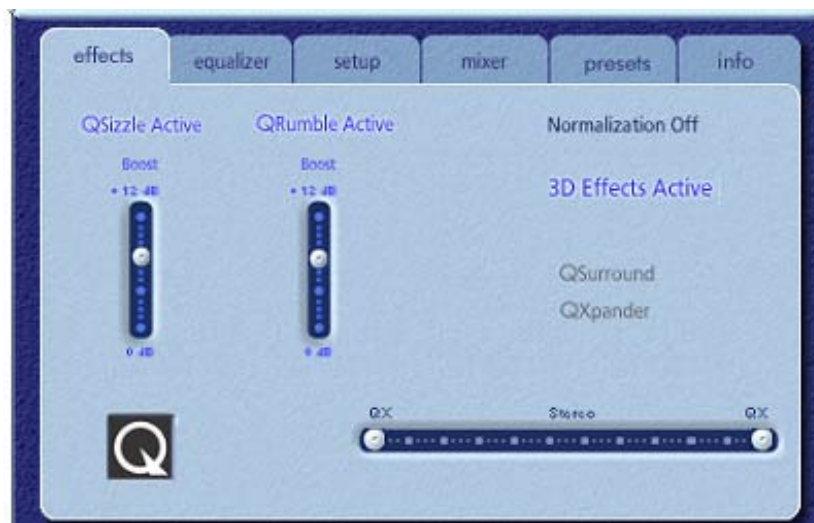 effects equalizer setup mixer presets info
QSizzle Active QRumble Active Normalization Off
Boost Boost
+ 12 dB + 12 dB
3D Effects Active
QSurround
QXpander
0 dB 0 dB
QX Stereo QX
Q